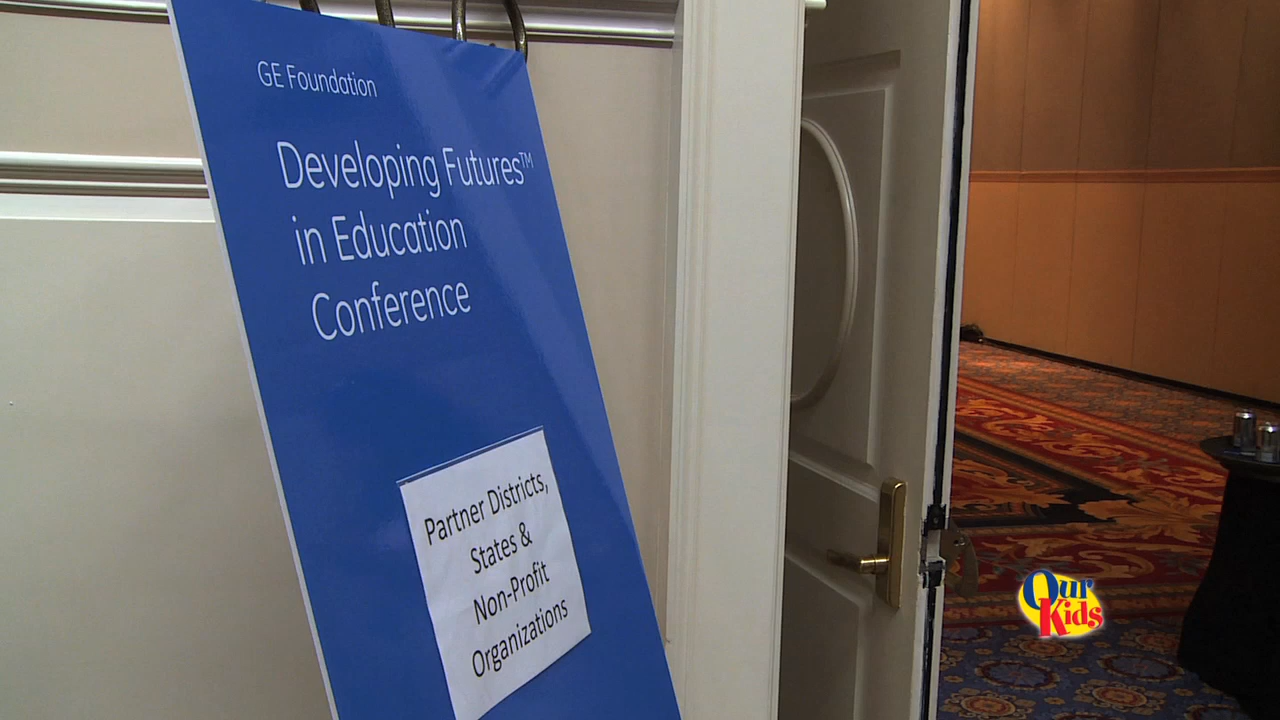 GE Foundation
Developing Futures™
in Education
Conference
Partner Districts,
States &
Non-Profit
Organizations
Our
Kids